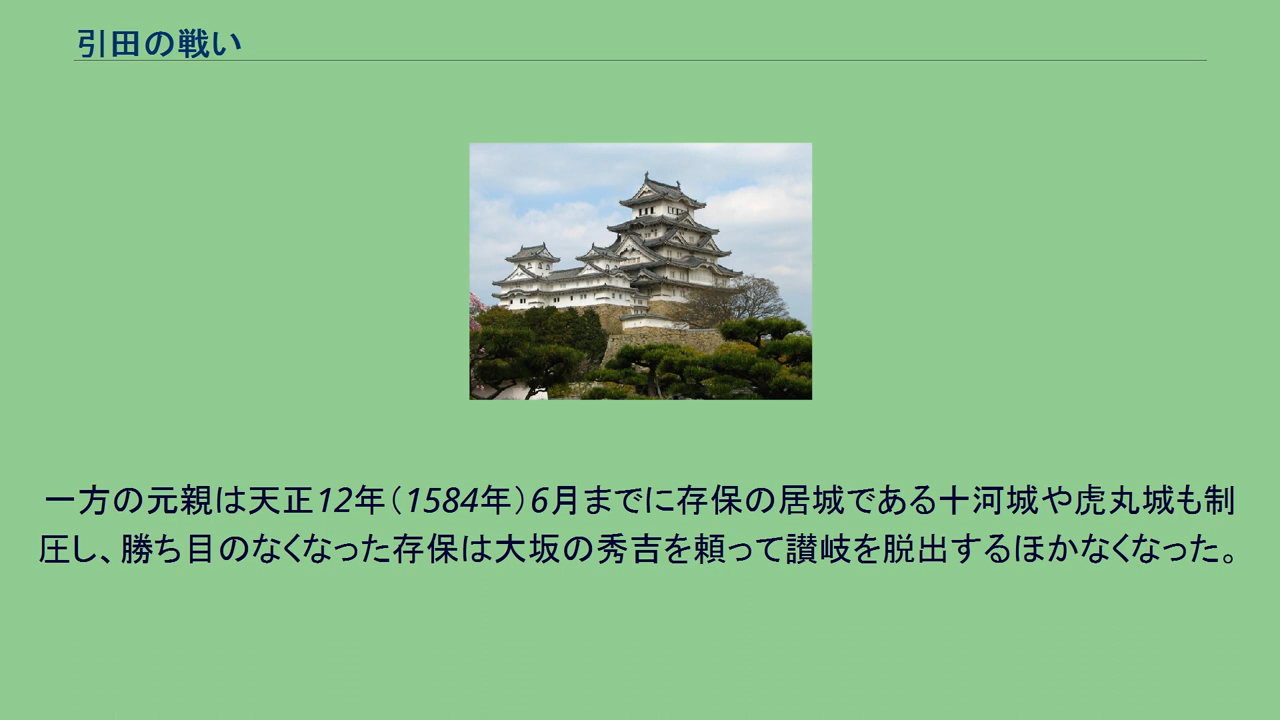 引田の戦い
一方の元親は天正12年（1584年）6月までに存保の居城である十河城や虎丸城も制
圧し、勝ち目のなくなった存保は大坂の秀吉を頼って讃岐を脱出するほかなくなった。